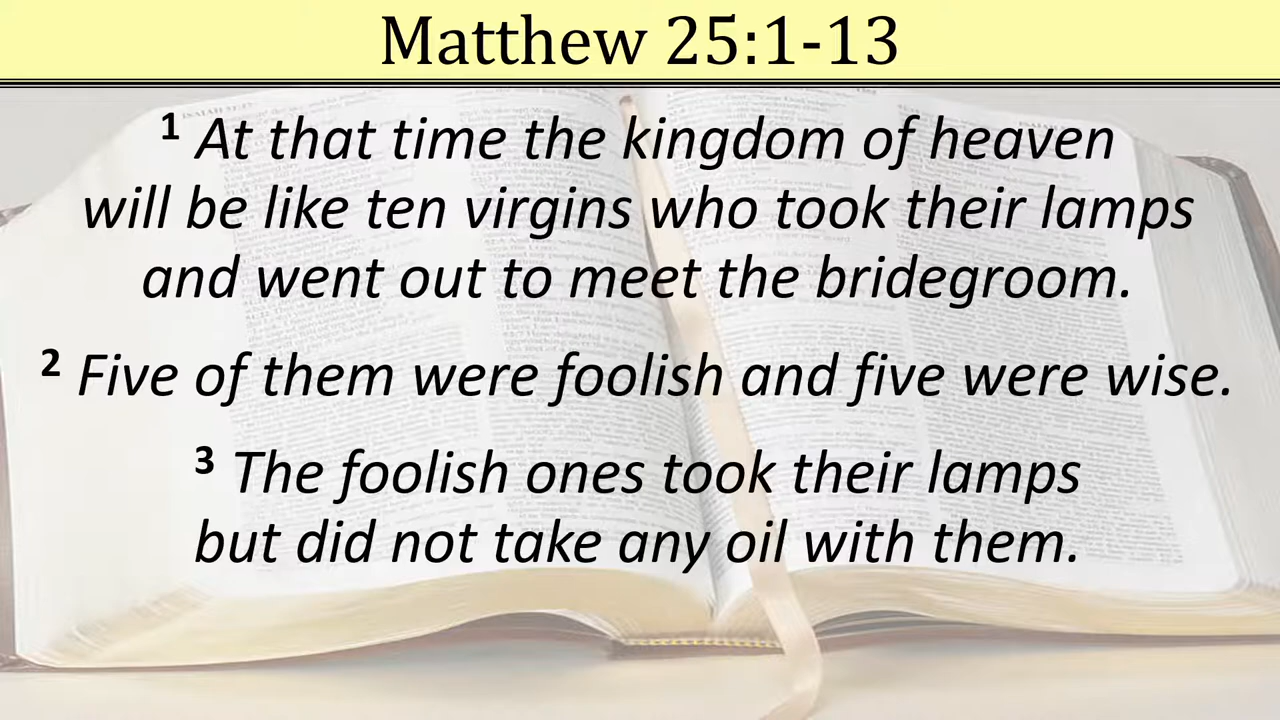 Matthew 25:1-13
1 At that time the kingdom of heaven
will be like ten virgins who took their lamps
and went out to meet the bridegroom.
2 Five of them were foolish and five were wise.
3 The foolish ones took their lamps
but did not take any oil with them.